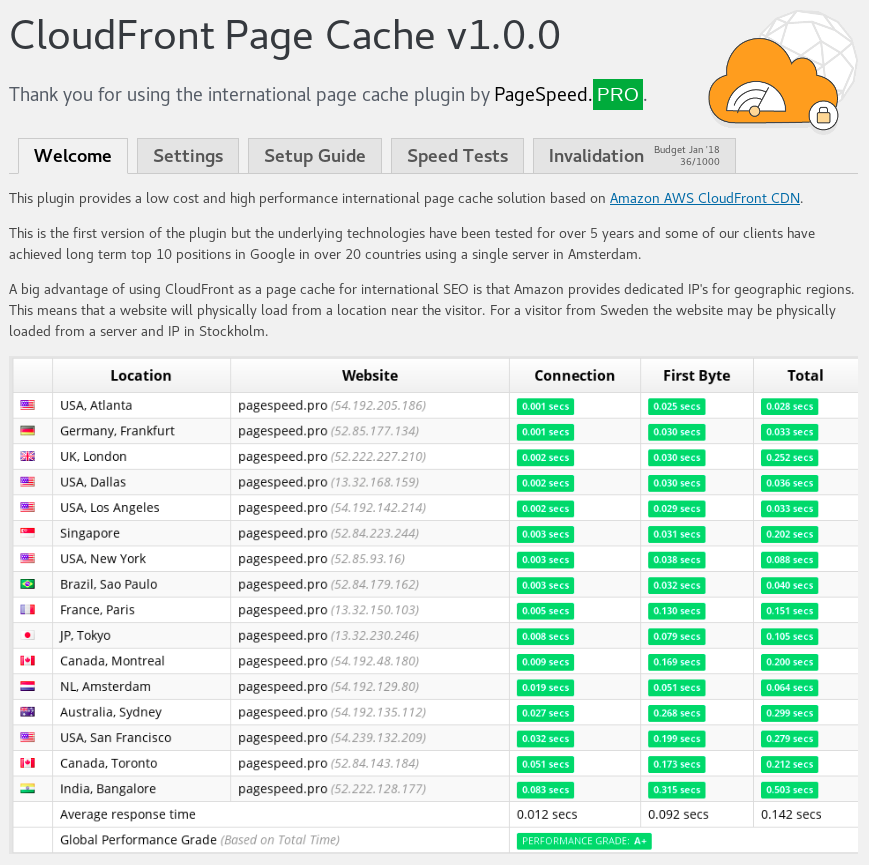 CloudFront Page Cache v1.0.0
Thank you for using the international page cache plugin by PageSpeed.PRO.
Welcome Settings Setup Guide Speed Tests Invalidation Budget Jan '18 36/1000
This plugin provides a low cost and high performance international page cache solution based on Amazon AWS CloudFront CDN.
This is the first version of the plugin but the underlying technologies have been tested for over 5 years and some of our clients have
achieved long term top 10 positions in Google in over 20 countries using a single server in Amsterdam.
A big advantage of using CloudFront as a page cache for international SEO is that Amazon provides dedicated IP's for geographic regions.
This means that a website will physically load from a location near the visitor. For a visitor from Sweden the website may be physically
loaded from a server and IP in Stockholm.
Location Website Connection First Byte Total
USA, Atlanta pagespeed.pro (54.192.205.186) 0.001 secs 0.025 secs 0.028 secs
Germany, Frankfurt pagespeed.pro (52.85.177.134) 0.001 secs 0.030 secs 0.033 secs
UK, London pagespeed.pro (52.222.227.210) 0.002 secs 0.030 secs 0.252 secs
USA, Dallas pagespeed.pro (13.32.168.159) 0.002 secs 0.030 secs 0.036 secs
USA, Los Angeles pagespeed.pro (54.192.142.214) 0.002 secs 0.029 secs 0.033 secs
Singapore pagespeed.pro (52.84.223.244) 0.003 secs 0.031 secs 0.202 secs
USA, New York pagespeed.pro (52.85.93.16) 0.003 secs 0.038 secs 0.088 secs
Brazil, Sao Paulo pagespeed.pro (52.84.179.162) 0.003 secs 0.032 secs 0.040 secs
France, Paris pagespeed.pro (13.32.150.103) 0.005 secs 0.130 secs 0.151 secs
JP, Tokyo pagespeed.pro (13.32.230.246) 0.008 secs 0.079 secs 0.105 secs
Canada, Montreal pagespeed.pro (54.192.48.180) 0.009 secs 0.169 secs 0.200 secs
NL, Amsterdam pagespeed.pro (54.192.129.80) 0.019 secs 0.051 secs 0.064 secs
Australia, Sydney pagespeed.pro (54.192.135.112) 0.027 secs 0.268 secs 0.299 secs
USA, San Francisco pagespeed.pro (54.239.132.209) 0.032 secs 0.199 secs 0.279 secs
Canada, Toronto pagespeed.pro (52.84.143.184) 0.051 secs 0.173 secs 0.212 secs
India, Bangalore pagespeed.pro (52.222.128.177) 0.083 secs 0.315 secs 0.503 secs
Average response time 0.012 secs 0.092 secs 0.142 secs
Global Performance Grade (Based on Total Time) PERFORMANCE GRADE: A+